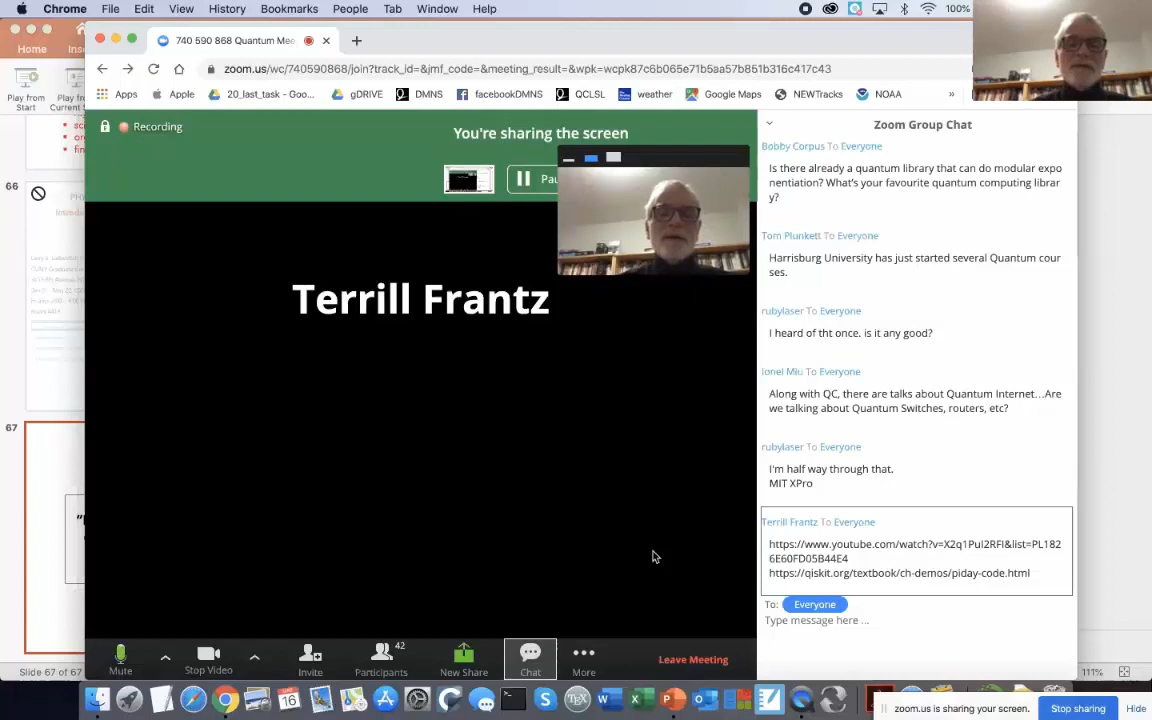 Chrome File Edit View History Bookmarks People Tab Window Help 100%
Home
740 590 868 Quantum Mee
zoom.us/wc/740590868/join?track_id=&jmf_code=&meeting_result=&wpk=wcpk87c6b065e71b5aa57b851b316c417c43
Apps Apple 20_last_task - Goo... gDRIVE DMNS facebookDMNS QCLSL weather Google Maps NEWTracks NOAA »
Play from Start
Play from Curr
66
67
Recording
You're sharing the screen
Pau
Terrill Frantz
Zoom Group Chat
Bobby Corpus To Everyone
Is there already a quantum library that can do modular expo
nentiation? What's your favourite quantum computing librar
y?
Tom Plunkett To Everyone
Harrisburg University has just started several Quantum cour
ses.
rubylaser To Everyone
I heard of tht once. is it any good?
Ionel Miu To Everyone
Along with QC, there are talks about Quantum Internet...Are
we talking about Quantum Switches, routers, etc?
rubylaser To Everyone
I'm half way through that.
MIT XPro
Terrill Frantz To Everyone
https://www.youtube.com/watch?v=X2q1PuI2RFI&list=PL182
6E60FD05B44E4
https://qiskit.org/textbook/ch-demos/piday-code.html
To: Everyone
Type message here ...
Mute Stop Video Invite Participants 42 New Share Chat More Leave Meeting
Slide 67 of 67
111%
zoom.us is sharing your screen. Stop sharing Hide